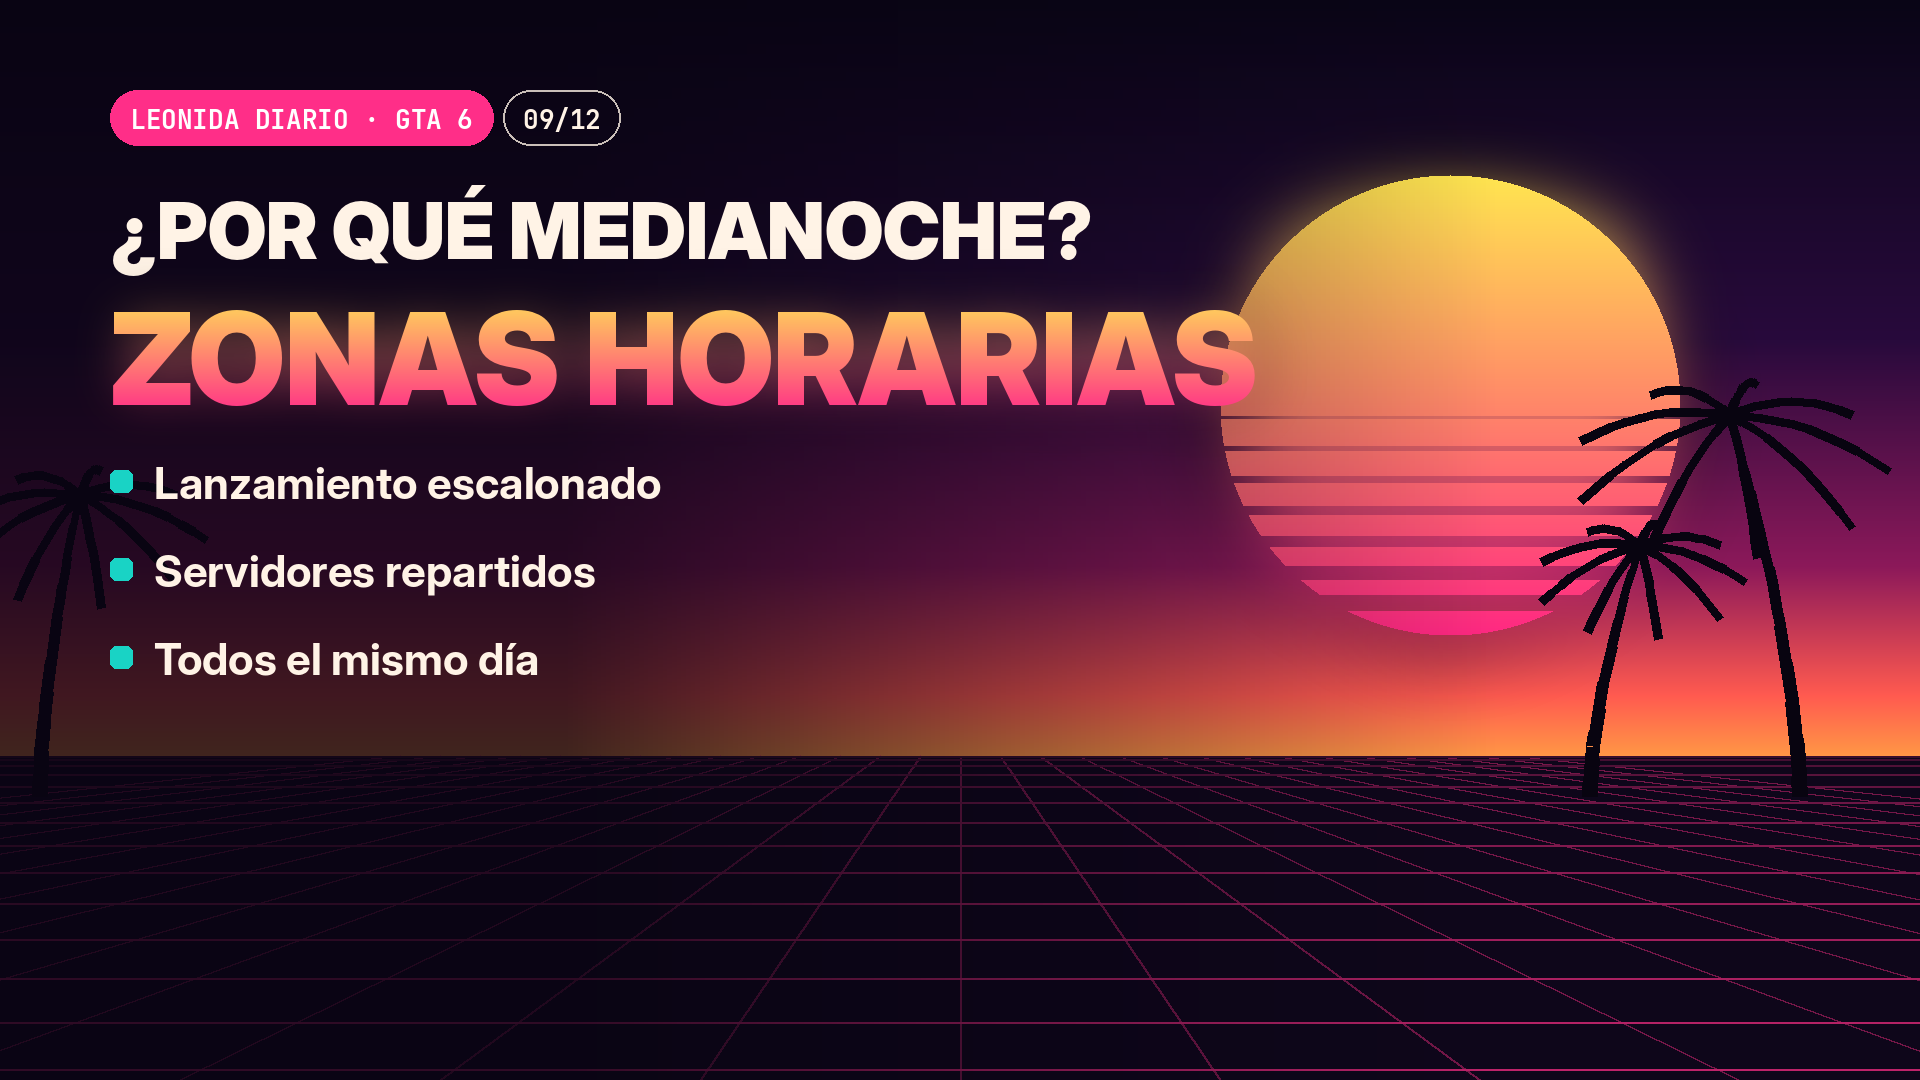 LEONIDA DIARIO · GTA 6
09/12
¿POR QUÉ MEDIANOCHE?
ZONAS HORARIAS
Lanzamiento escalonado
Servidores repartidos
Todos el mismo día